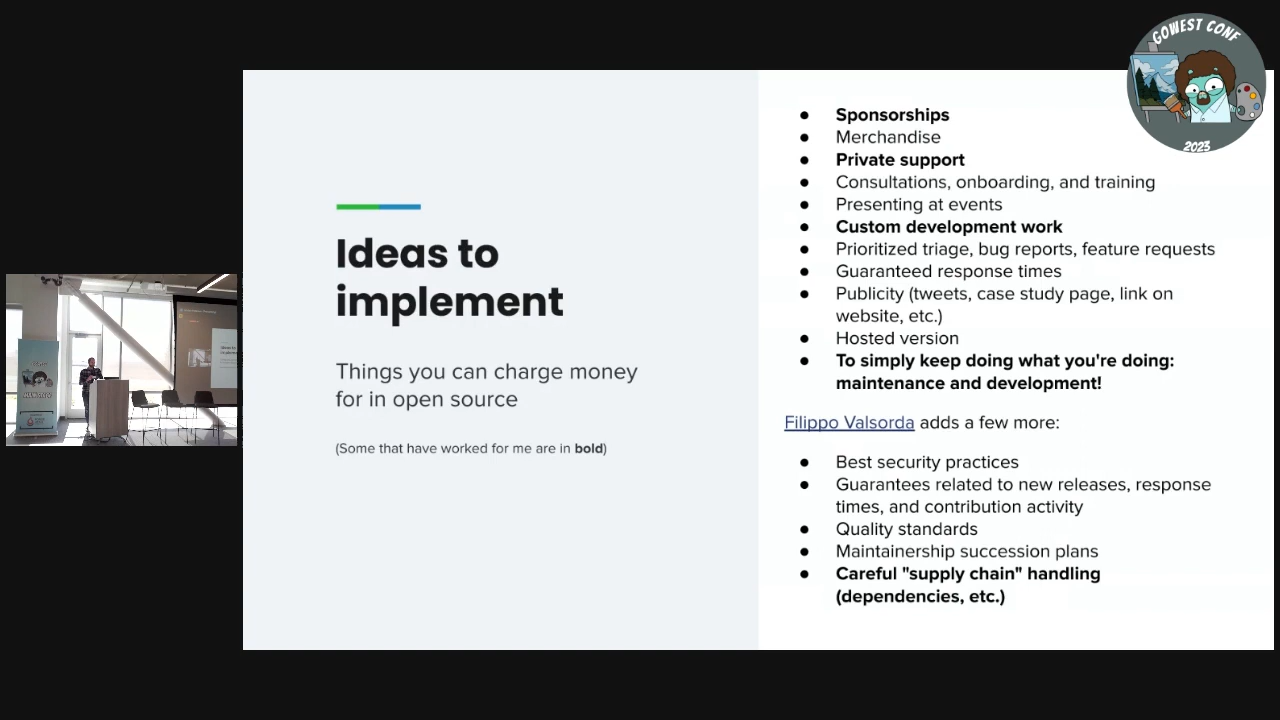 GOWEST CONF
2023
Ideas to
implement
Things you can charge money
for in open source
(Some that have worked for me are in bold)
● Sponsorships
● Merchandise
● Private support
● Consultations, onboarding, and training
● Presenting at events
● Custom development work
● Prioritized triage, bug reports, feature requests
● Guaranteed response times
● Publicity (tweets, case study page, link on
website, etc.)
● Hosted version
● To simply keep doing what you're doing:
maintenance and development!
Filippo Valsorda adds a few more:
● Best security practices
● Guarantees related to new releases, response
times, and contribution activity
● Quality standards
● Maintainership succession plans
● Careful "supply chain" handling
(dependencies, etc.)